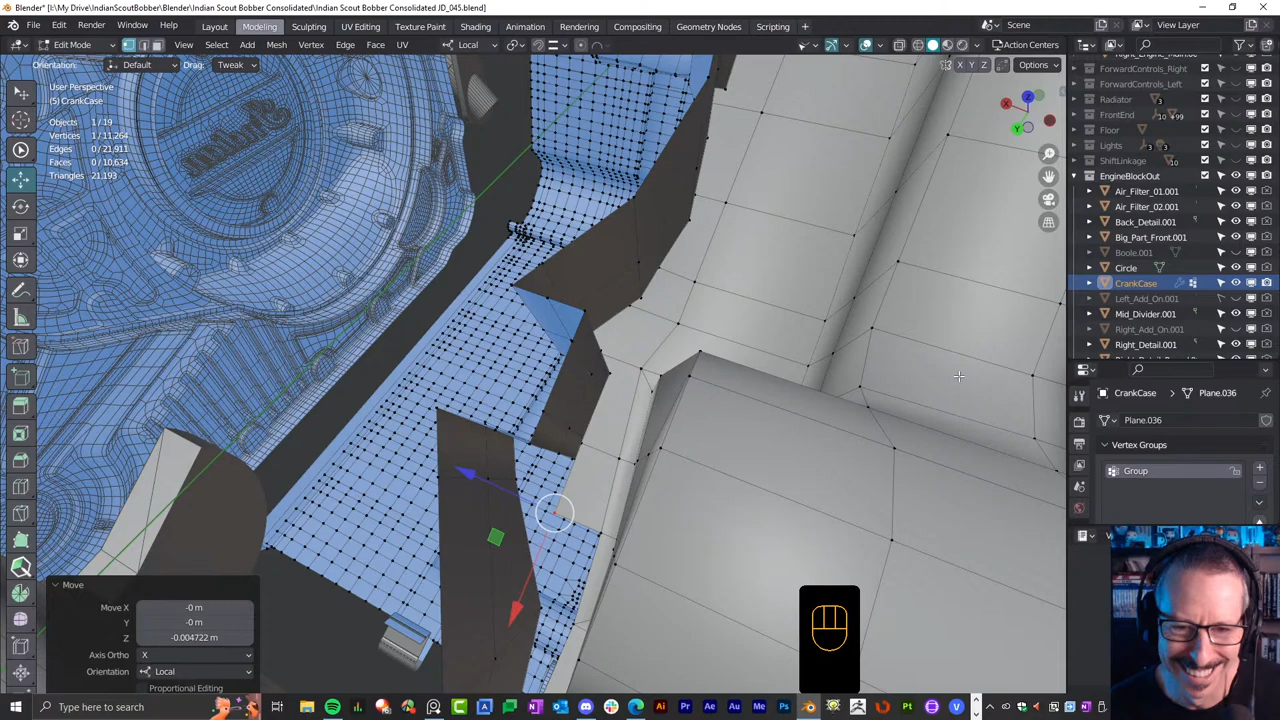 Blender* [I:\My Drive\IndianScoutBobber\Blender\Indian Scout Bobber Consolidated\Indian Scout Bobber Consolidated JD_045.blend]
File Edit Render Window Help Layout Modeling Sculpting UV Editing Texture Paint Shading Animation Rendering Compositing Geometry Nodes Scripting + Scene View Layer
Edit Mode View Select Add Mesh Vertex Edge Face UV Local Action Centers
Orientation: Default Drag: Tweak X Y Z Options
User Perspective
(5) CrankCase
Objects 1/19
Vertices 1/11,264
Edges 0/21,911
Faces 0/10,634
Triangles 21,193
X Z Y
ForwardControls_Right
ForwardControls_Left
Radiator 3
FrontEnd 10 +99
Floor
Lights 3 3
ShiftLinkage 10
EngineBlockOut
Air_Filter_01.001
Air_Filter_02.001
Back_Detail.001
Big_Part_Front.001
Boole.001
Circle
CrankCase
Left_Add_On.001
Mid_Divider.001
Right_Add_On.001
Right_Detail.001
CrankCase Plane.036
Plane.036
Vertex Groups
Group
Move
Move X -0 m
Y -0 m
Z -0.004722 m
Axis Ortho X
Orientation Local
Proportional Editing
Type here to search